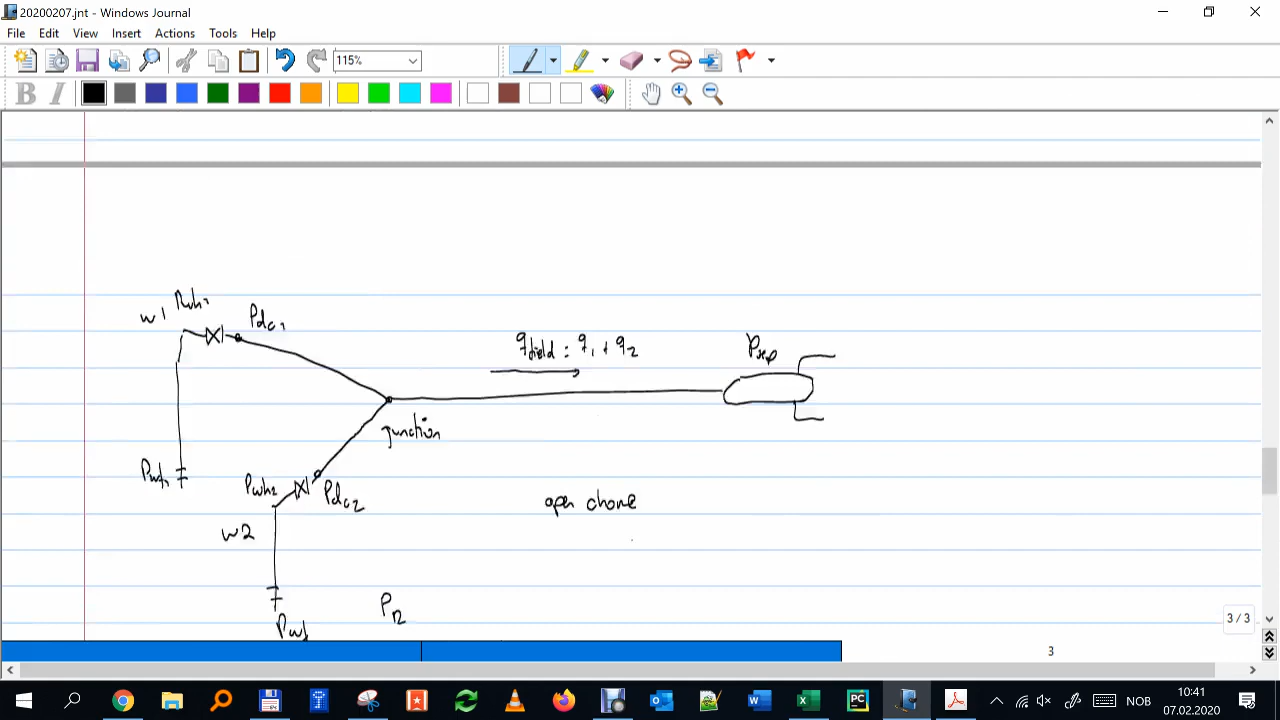 20200207.jnt - Windows Journal
File Edit View Insert Actions Tools Help
115%
B I
w1 Pwh1
Pdc1
qfield = q1 + q2
Psep
junction
Pwf1
Pwh2 Pdc2
open choke
w2
PR
Pwf
3 / 3
3
NOB
10:41
07.02.2020